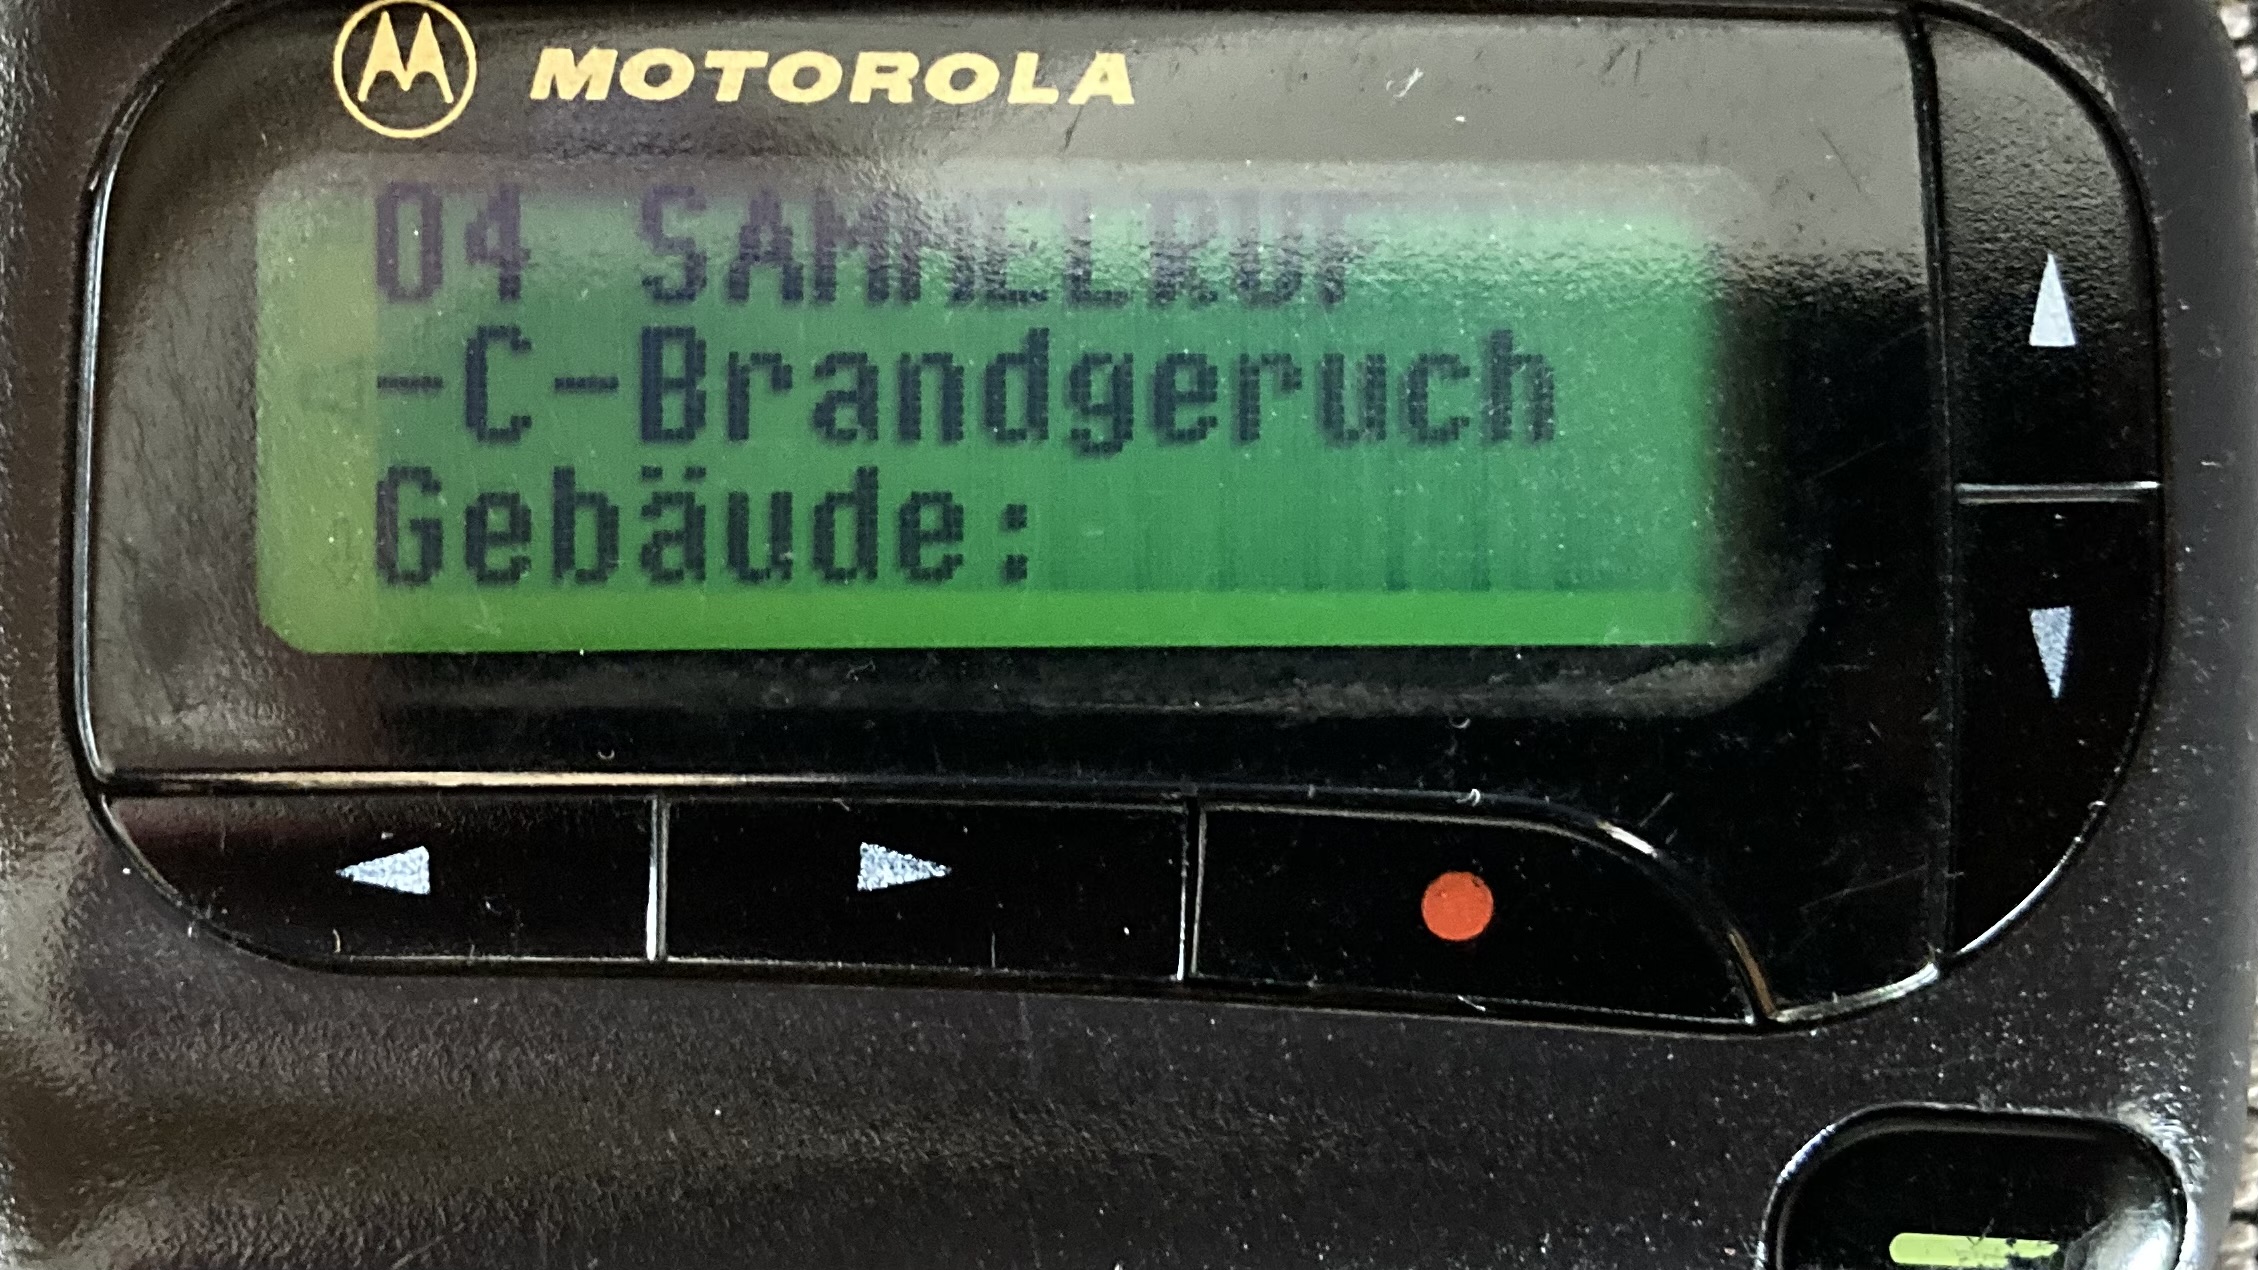 MOTOROLA
04 SAMMELRUF
-C-Brandgeruch
Gebäude: